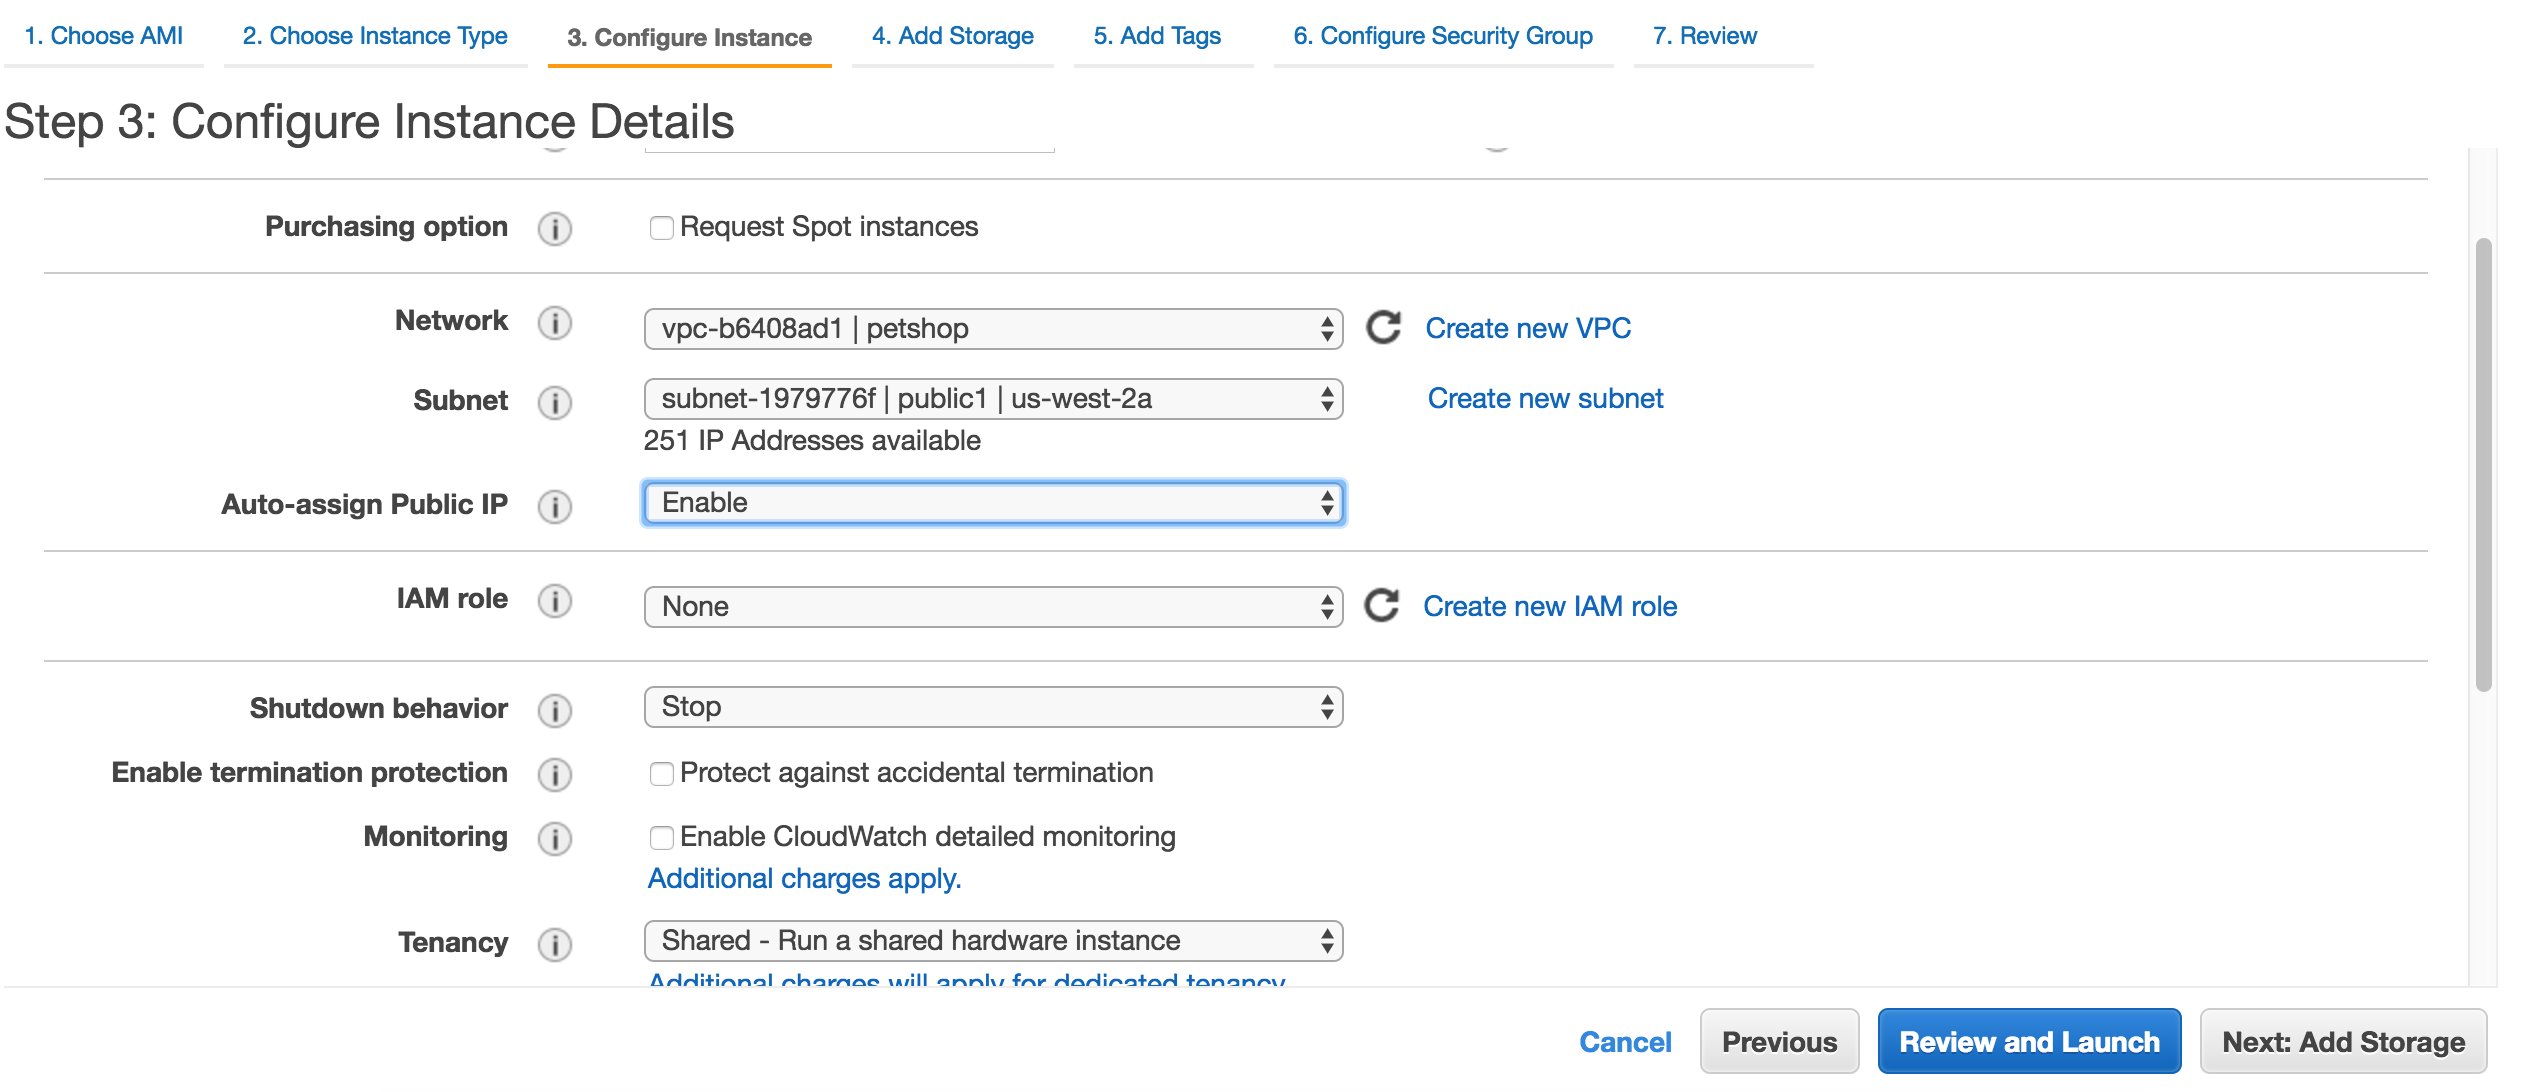 1. Choose AMI 2. Choose Instance Type 3. Configure Instance 4. Add Storage 5. Add Tags 6. Configure Security Group 7. Review
Step 3: Configure Instance Details
Purchasing option Request Spot instances
Network vpc-b6408ad1 | petshop Create new VPC
Subnet subnet-1979776f | public1 | us-west-2a Create new subnet
251 IP Addresses available
Auto-assign Public IP Enable
IAM role None Create new IAM role
Shutdown behavior Stop
Enable termination protection Protect against accidental termination
Monitoring Enable CloudWatch detailed monitoring
Additional charges apply.
Tenancy Shared - Run a shared hardware instance
Additional charges will apply for dedicated tenancy
Cancel Previous Review and Launch Next: Add Storage